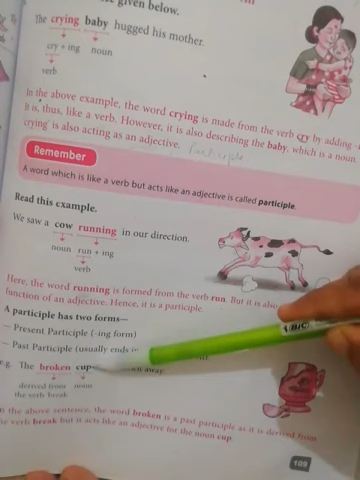 given below.
The crying baby hugged his mother.
cry + ing noun
verb
In the above example, the word crying is made from the verb cry by adding
It is, thus, like a verb. However, it is also describing the baby, which is a noun.
crying' is also acting as an adjective. Participle
Remember
A word which is like a verb but acts like an adjective is called participle.
Read this example.
We saw a cow running in our direction.
noun run + ing
verb
Here, the word running is formed from the verb run. But it is also
function of an adjective. Hence, it is a participle.
A participle has two forms—
– Present Participle (-ing form)
– Past Participle (usually ends
e.g. The broken cup away.
derived from noun
the verb break
In the above sentence, the word broken is a past participle as it is derived from
the verb break but it acts like an adjective for the noun cup.
109